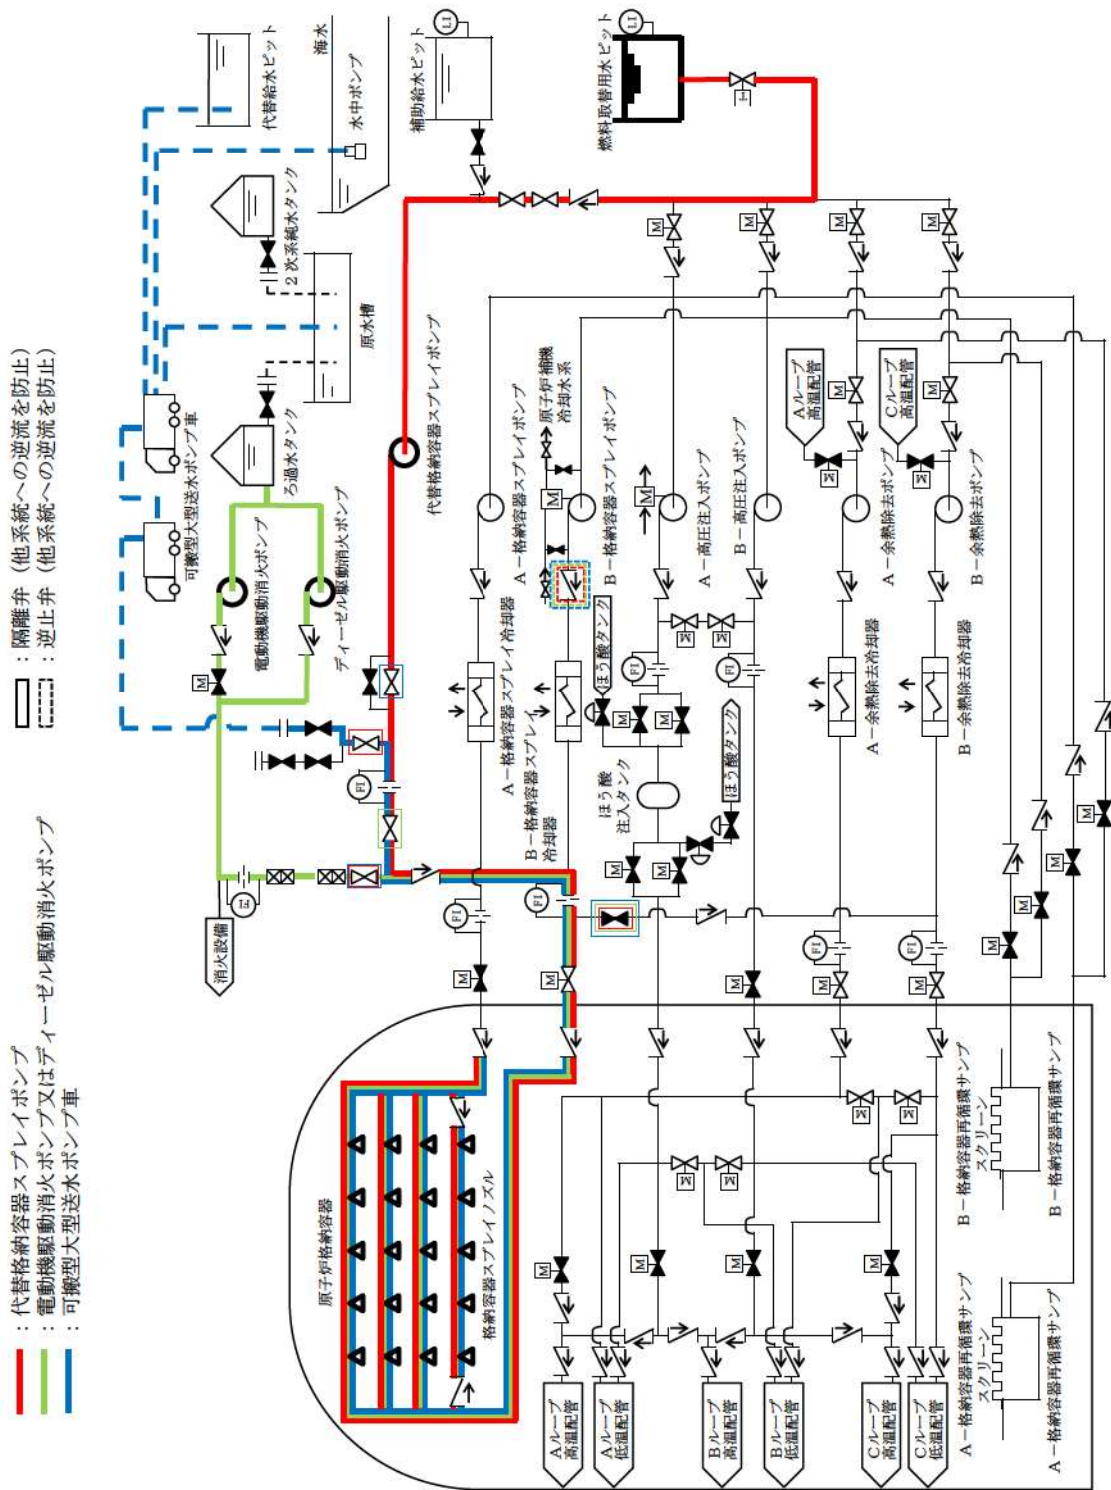 ：代替格納容器スプレイポンプ
：電動機駆動消火ポンプ又はディーゼル駆動消火ポンプ
：可搬型大型送水ポンプ車
：隔離弁（他系統への逆流を防止）
：逆止弁（他系統への逆流を防止）
可搬型大型送水ポンプ車
代替給水ピット
海水
水中ポンプ
2次系純水タンク
原水槽
ろ過水タンク
電動機駆動消火ポンプ
ディーゼル駆動消火ポンプ
消火設備
FI
M
FI
補助給水ピット
LI
燃料取替用水ピット
LI
代替格納容器スプレイポンプ
A－格納容器スプレイポンプ
原子炉補機
冷却水系
M
B－格納容器スプレイポンプ
A－格納容器スプレイ冷却器
B－格納容器スプレイ
冷却器
A－高圧注入ポンプ
M
B－高圧注入ポンプ
ほう酸タンク
ほう酸タンク
ほう酸
注入タンク
FI
FI
M
M
M
M
M
M
M
M
M
M
Aループ
高温配管
M
M
Cループ
高温配管
M
M
A－余熱除去ポンプ
B－余熱除去ポンプ
A－余熱除去冷却器
B－余熱除去冷却器
FI
FI
FI
FI
M
M
M
M
M
M
M
M
M
M
原子炉格納容器
格納容器スプレイノズル
M
M
M
M
M
M
M
M
Aループ
高温配管
Aループ
低温配管
Bループ
高温配管
Bループ
低温配管
Cループ
高温配管
Cループ
低温配管
B－格納容器再循環サンプ
スクリーン
B－格納容器再循環サンプ
A－格納容器再循環サンプ
スクリーン
A－格納容器再循環サンプ